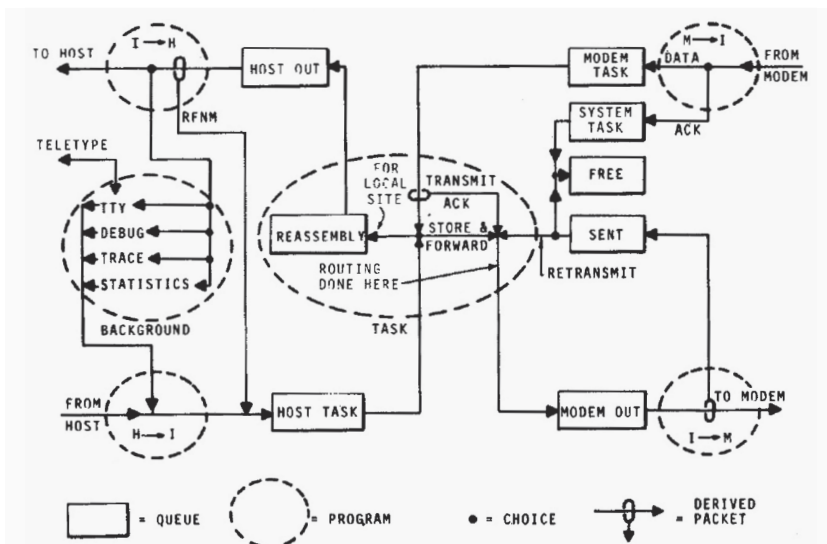 I→H
TO HOST
HOST OUT
RFNM
TELETYPE
TTY
DEBUG
TRACE
STATISTICS
BACKGROUND
FROM
HOST
H→I
HOST TASK
FOR
LOCAL
SITE
TRANSMIT
ACK
REASSEMBLY
STORE &
FORWARD
ROUTING
DONE HERE
TASK
MODEM
TASK
M→I
DATA
FROM
MODEM
SYSTEM
TASK
ACK
FREE
SENT
RETRANSMIT
MODEM OUT
TO MODEM
I→M
= QUEUE
= PROGRAM
= CHOICE
= DERIVED
PACKET